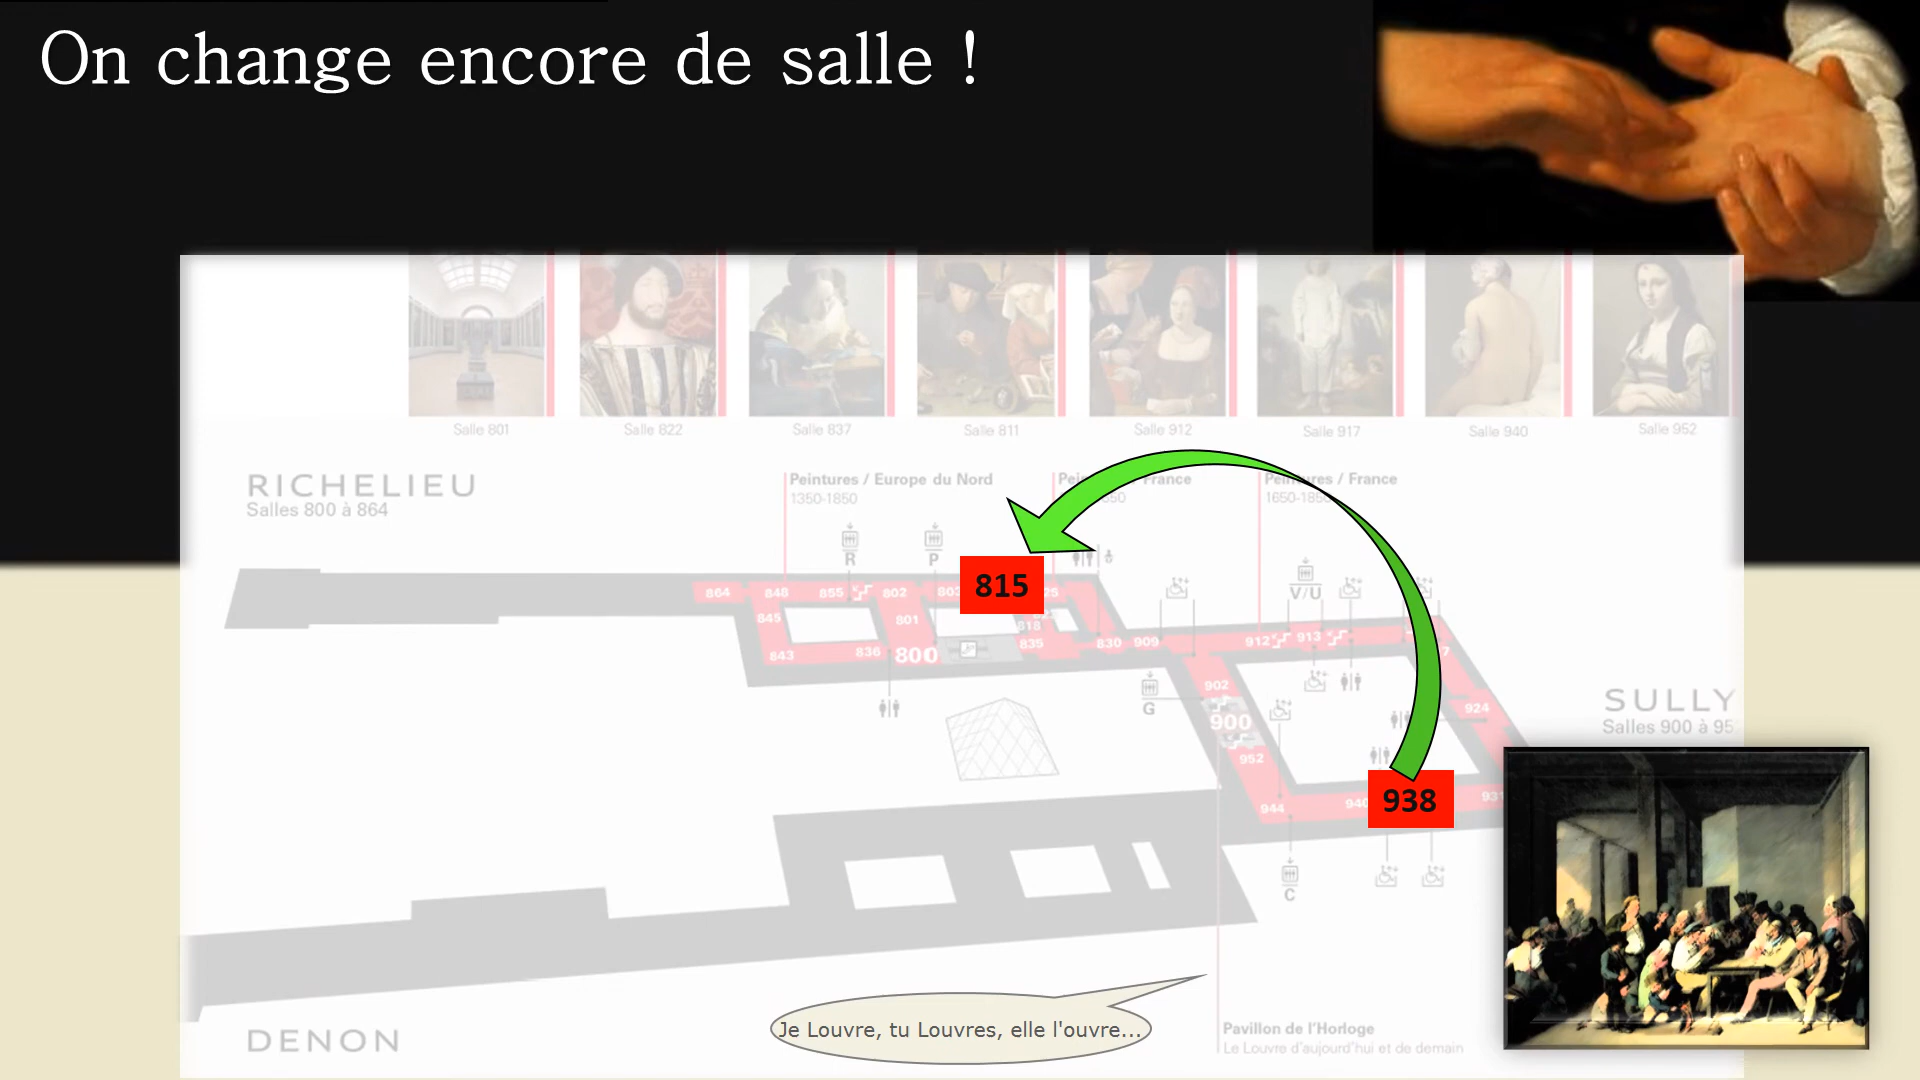 On change encore de salle !
Salle 801
Salle 822
Salle 837
Salle 811
Salle 912
Salle 917
Salle 940
Salle 952
RICHELIEU
Salles 800 à 864
Peintures / Europe du Nord
1350-1850
France
Peintures / France
R
P
V/U
815
864
848
855
802
845
801
818
843
836
800
835
830
909
912
913
902
G
900
924
SULLY
Salles 900 à 95
952
944
940
938
C
Je Louvre, tu Louvres, elle l'ouvre...
DENON
Pavillon de l'Horloge
Le Louvre d'aujourd'hui et de demain